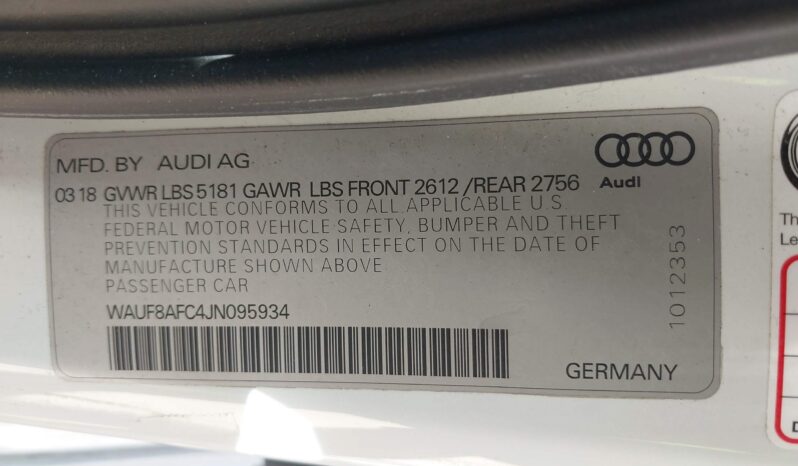 MFD. BY AUDI AG
Audi
03 18 GVWR LBS 5181 GAWR LBS FRONT 2612 /REAR 2756
THIS VEHICLE CONFORMS TO ALL APPLICABLE U.S.
FEDERAL MOTOR VEHICLE SAFETY, BUMPER AND THEFT
PREVENTION STANDARDS IN EFFECT ON THE DATE OF
MANUFACTURE SHOWN ABOVE
PASSENGER CAR
WAUF8AFC4JN095934
GERMANY
1012353
Th
Le
D